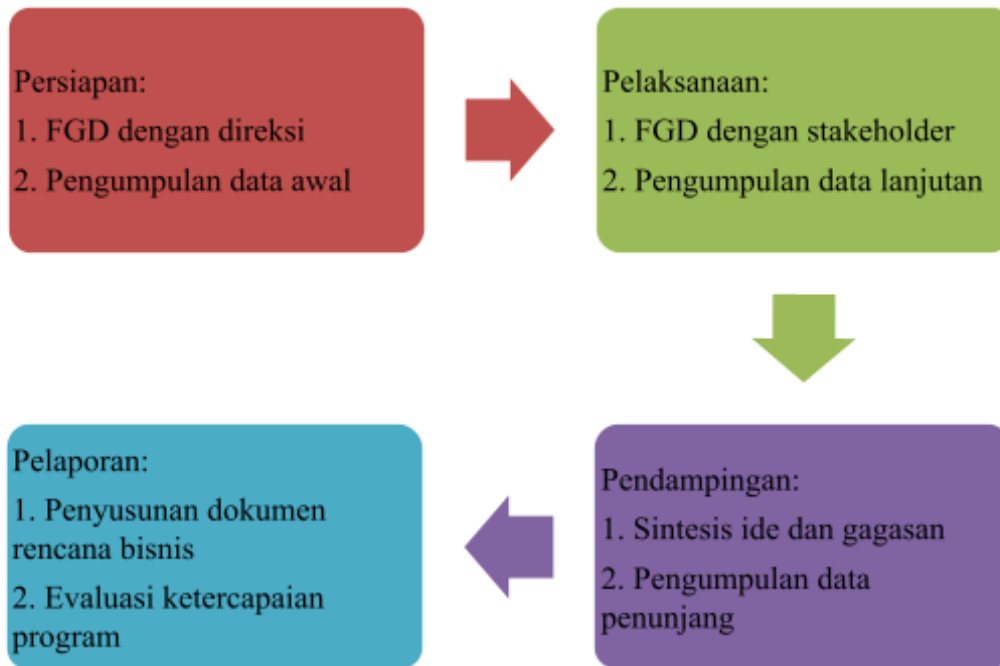 Persiapan:
1. FGD dengan direksi
2. Pengumpulan data awal
Pelaksanaan:
1. FGD dengan stakeholder
2. Pengumpulan data lanjutan
Pendampingan:
1. Sintesis ide dan gagasan
2. Pengumpulan data
penunjang
Pelaporan:
1. Penyusunan dokumen
rencana bisnis
2. Evaluasi ketercapaian
program